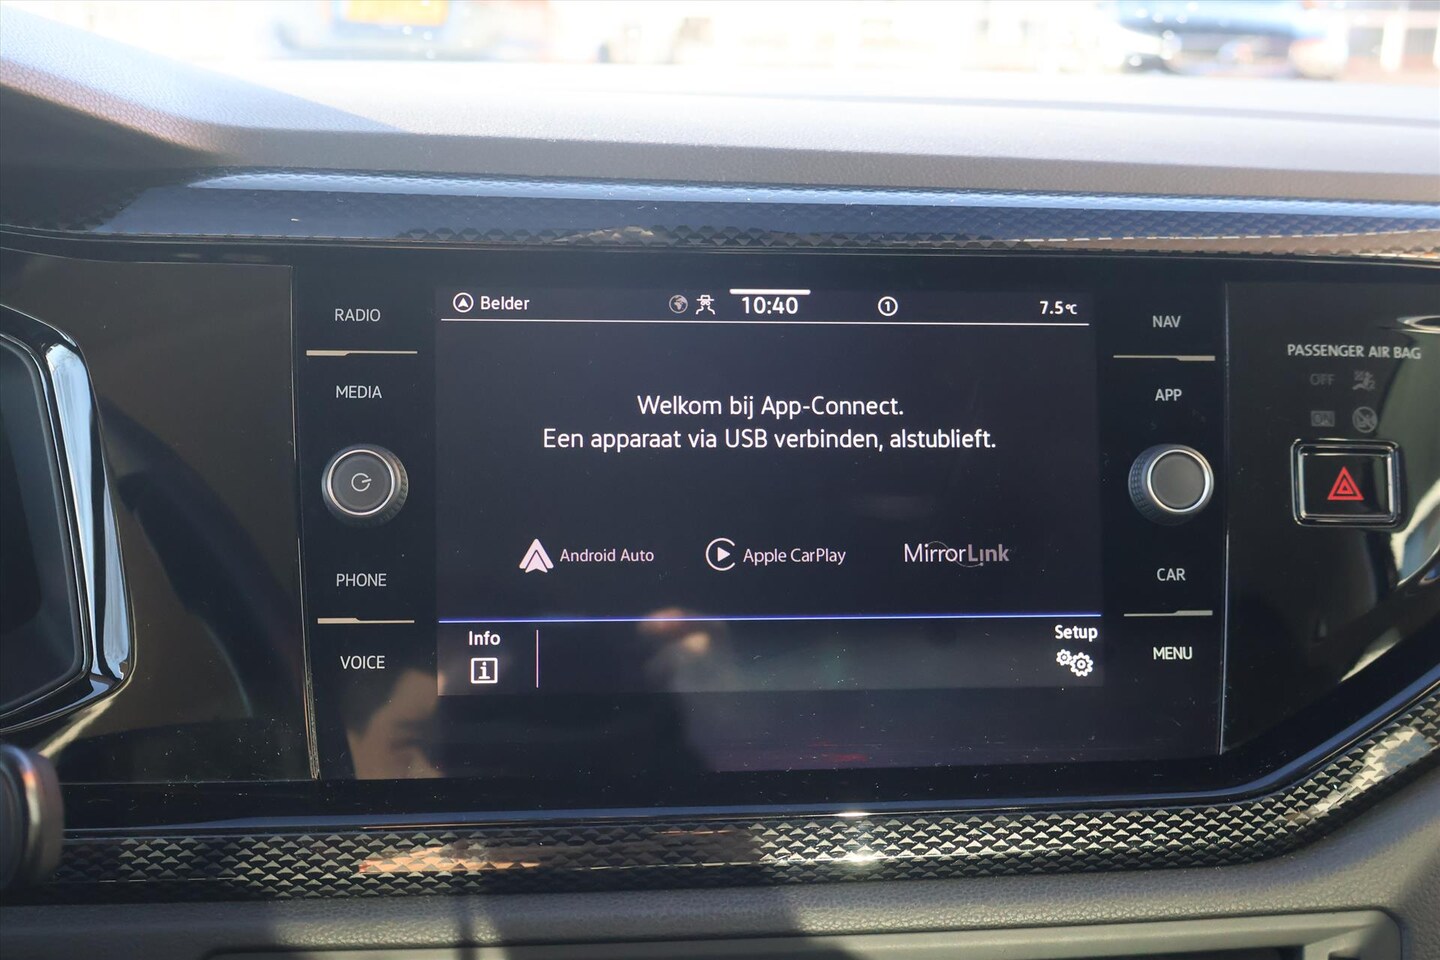 Belder
10:40
1
7.5°C
RADIO
MEDIA
PHONE
VOICE
Welkom bij App-Connect.
Een apparaat via USB verbinden, alstublieft.
Android Auto
Apple CarPlay
MirrorLink
Info
Setup
NAV
APP
CAR
MENU
PASSENGER AIR BAG
OFF
ON